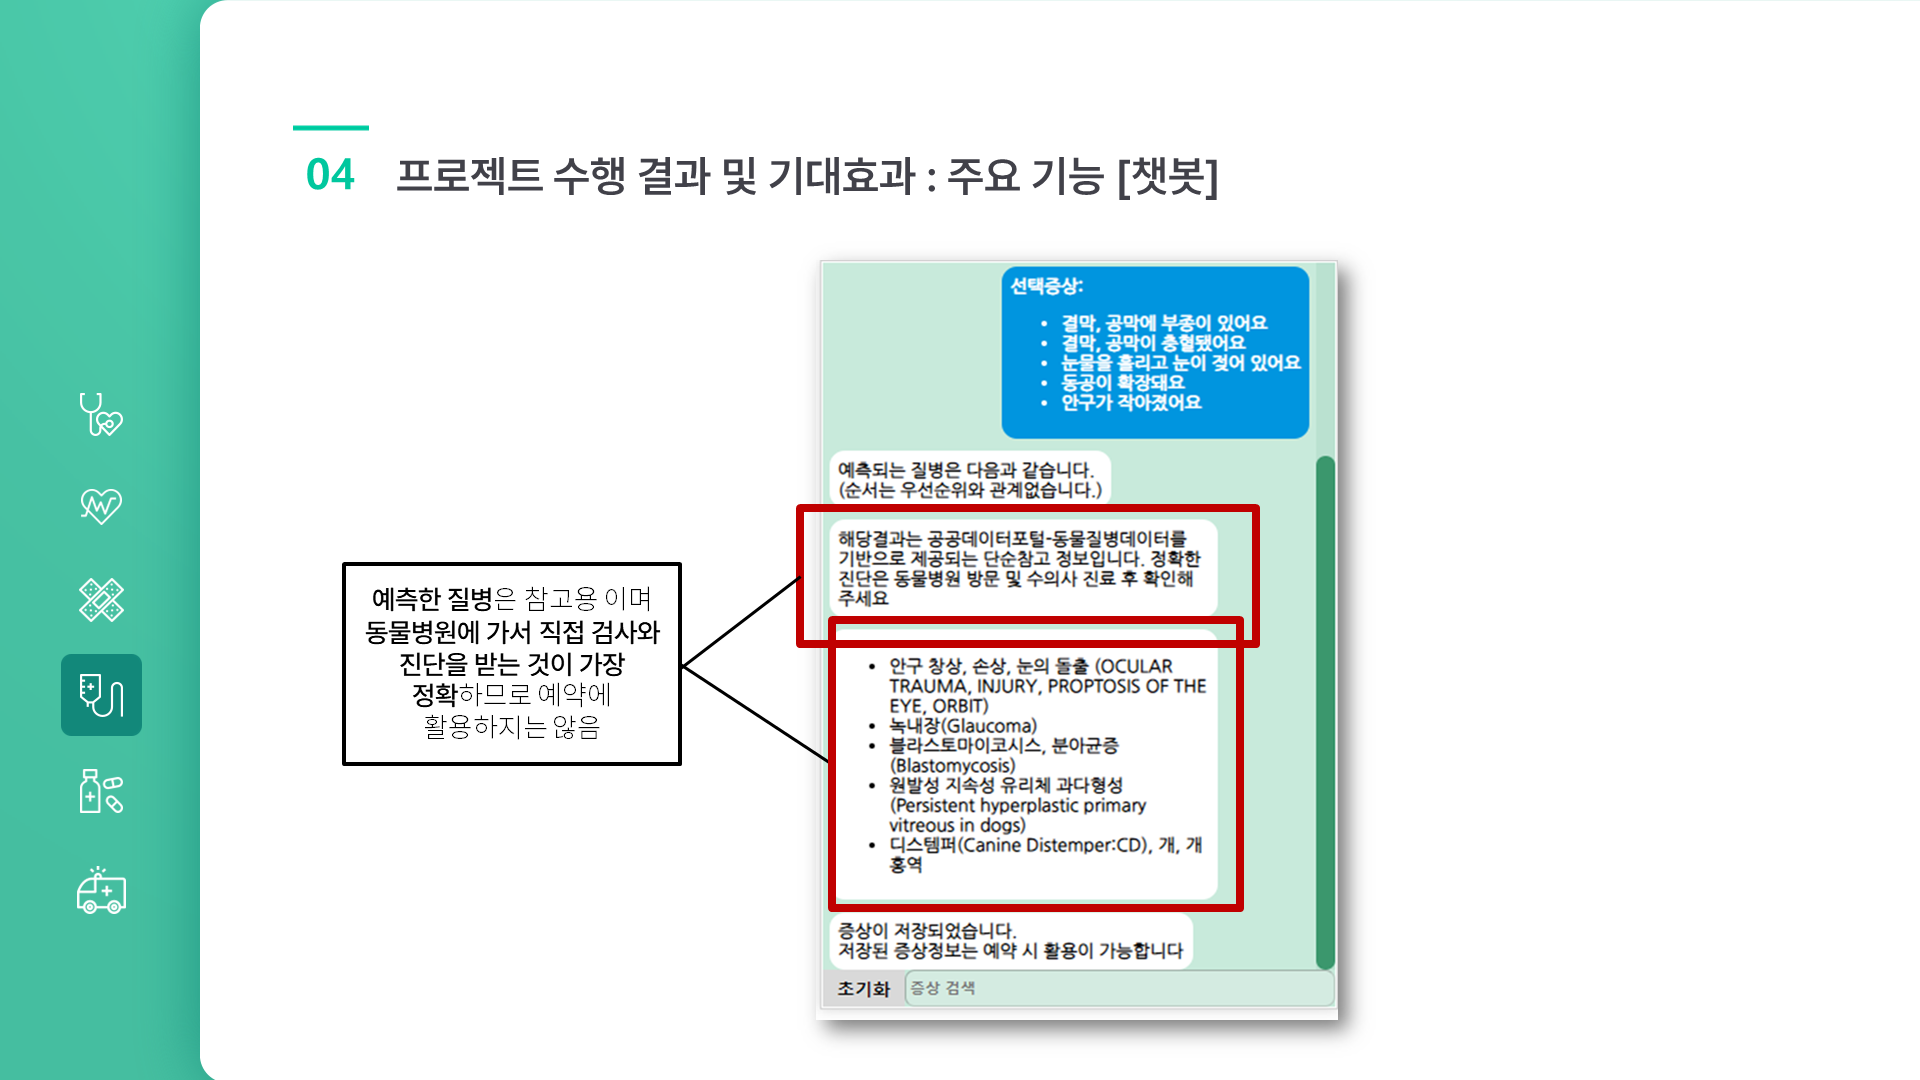 04 프로젝트 수행 결과 및 기대효과 : 주요 기능 [챗봇]
예측한 질병은 참고용 이며
동물병원에 가서 직접 검사와
진단을 받는 것이 가장
정확하므로 예약에
활용하지는 않음
선택증상:
• 결막, 공막에 부종이 있어요
• 결막, 공막이 충혈됐어요
• 눈물을 흘리고 눈이 젖어 있어요
• 동공이 확장돼요
• 안구가 작아졌어요
예측되는 질병은 다음과 같습니다.
(순서는 우선순위와 관계없습니다.)
해당결과는 공공데이터포털-동물질병데이터를
기반으로 제공되는 단순참고 정보입니다. 정확한
진단은 동물병원 방문 및 수의사 진료 후 확인해
주세요
• 안구 창상, 손상, 눈의 돌출 (OCULAR
TRAUMA, INJURY, PROPTOSIS OF THE
EYE, ORBIT)
• 녹내장(Glaucoma)
• 블라스토마이코시스, 분아균증
(Blastomycosis)
• 원발성 지속성 유리체 과다형성
(Persistent hyperplastic primary
vitreous in dogs)
• 디스템퍼(Canine Distemper:CD), 개, 개
홍역
증상이 저장되었습니다.
저장된 증상정보는 예약 시 활용이 가능합니다
초기화 증상 검색